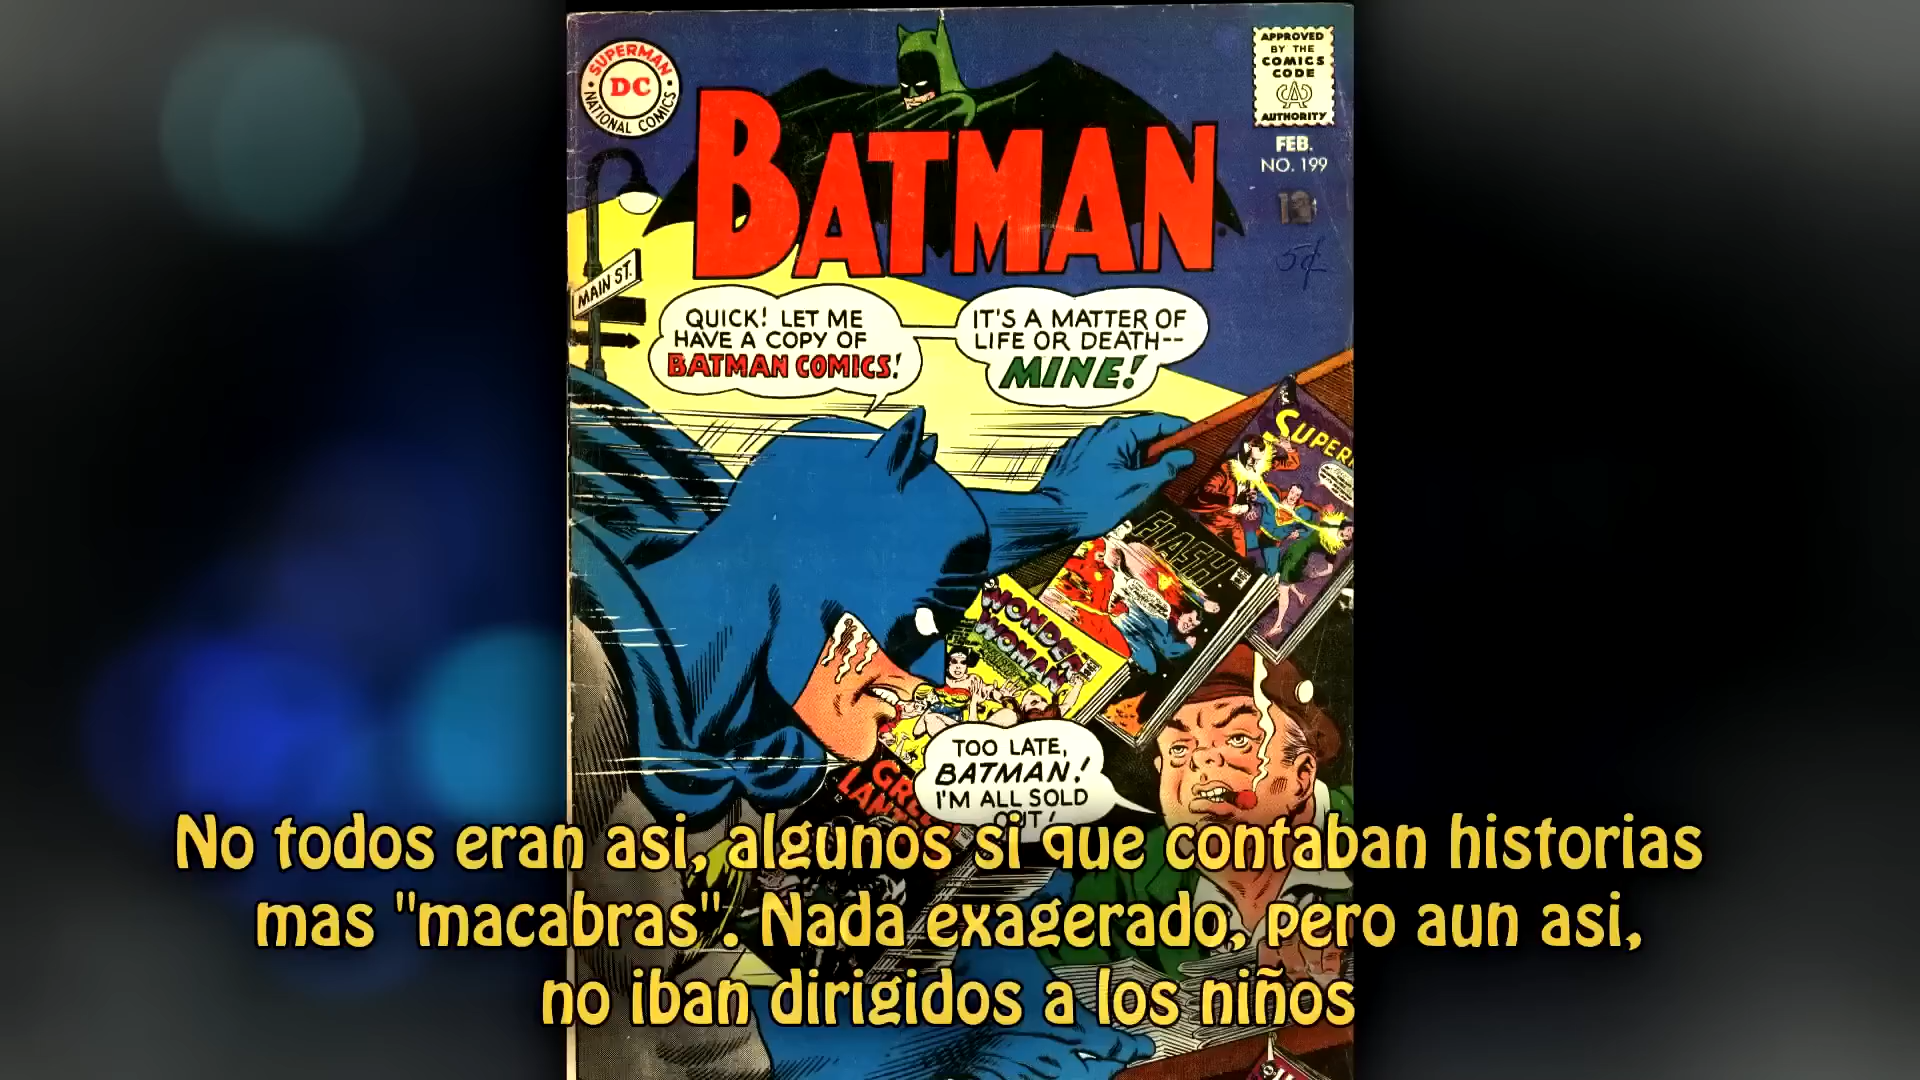 SUPERMAN
DC
NATIONAL COMICS
APPROVED
BY THE
COMICS
CODE
AUTHORITY
FEB.
NO. 199
BATMAN
5¢
MAIN ST.
QUICK! LET ME
HAVE A COPY OF
BATMAN COMICS!
IT'S A MATTER OF
LIFE OR DEATH--
MINE!
SUPER
FLASH
WONDER
WOMAN
TOO LATE,
BATMAN!
I'M ALL SOLD
OUT!
No todos eran asi, algunos si que contaban historias
mas "macabras". Nada exagerado, pero aun asi,
no iban dirigidos a los niños